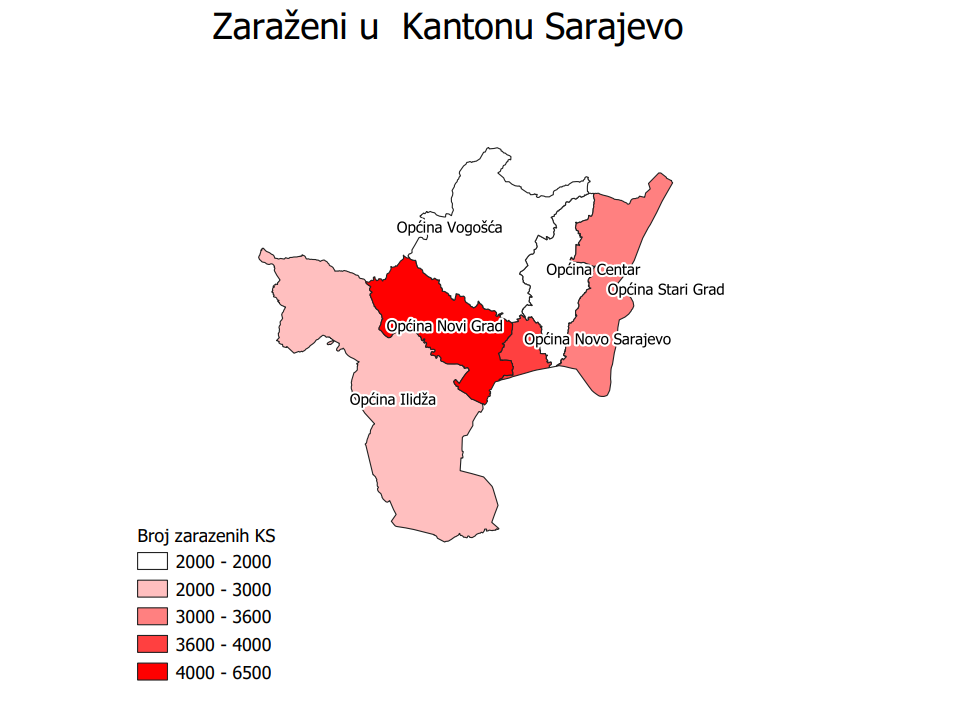 Zaraženi u  Kantonu Sarajevo
Općina Vogošća
Općina Centar
Općina Stari Grad
Općina Novi Grad
Općina Novo Sarajevo
Općina Ilidža
Broj zarazenih KS
2000 - 2000
2000 - 3000
3000 - 3600
3600 - 4000
4000 - 6500